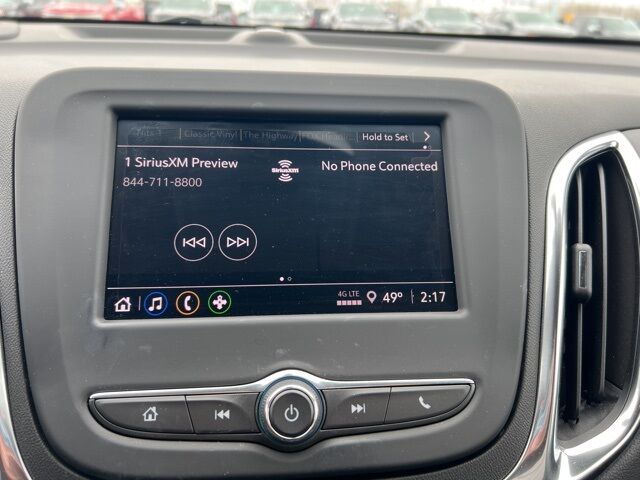 Classic Vinyl The Highway Hold to Set
1 SiriusXM Preview
SiriusXM
No Phone Connected
844-711-8800
4G LTE
49° 2:17